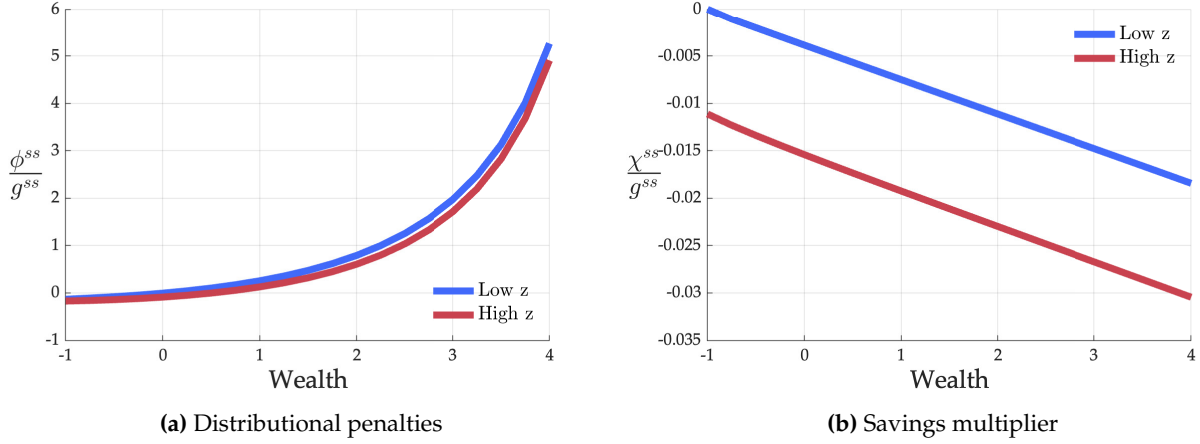 6
5
4
3
2
1
0
-1
ϕ^ss
g^ss
-1
0
1
2
3
4
Wealth
Low z
High z
(a) Distributional penalties
0
-0.005
-0.01
-0.015
-0.02
-0.025
-0.03
-0.035
χ^ss
g^ss
-1
0
1
2
3
4
Wealth
Low z
High z
(b) Savings multiplier